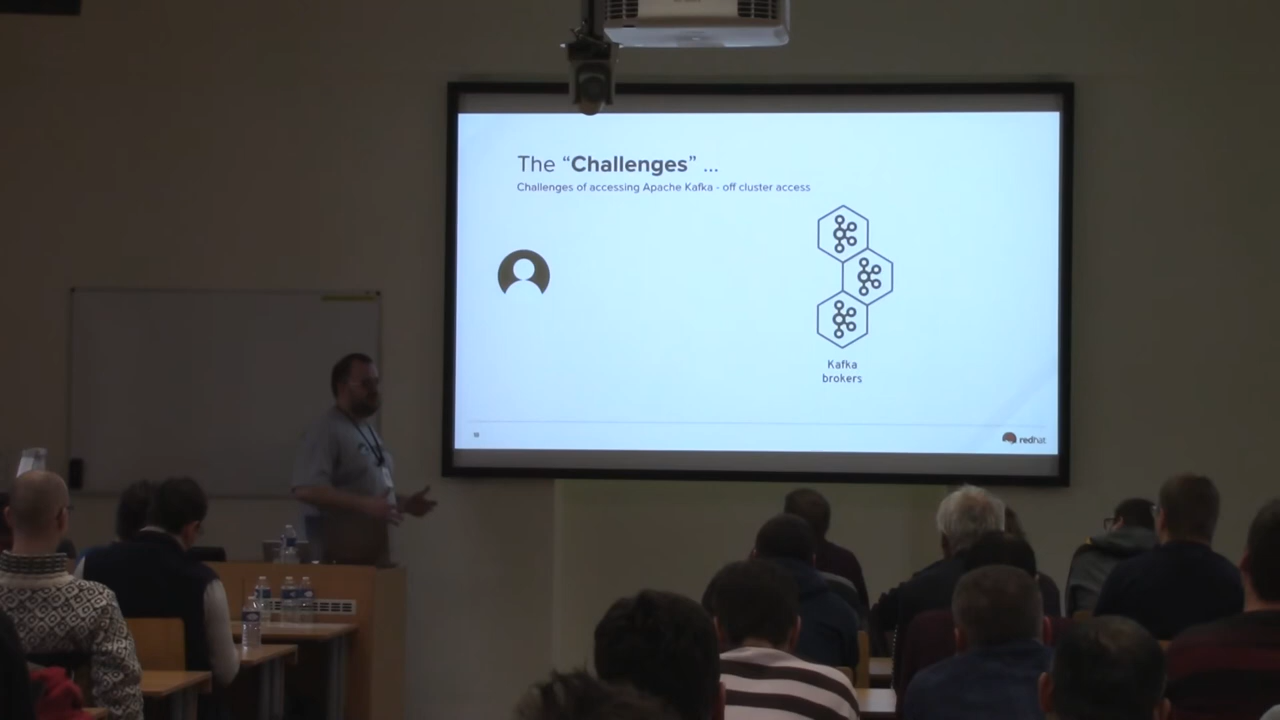 The “Challenges” ...
Challenges of accessing Apache Kafka - off cluster access
Kafka
brokers
redhat